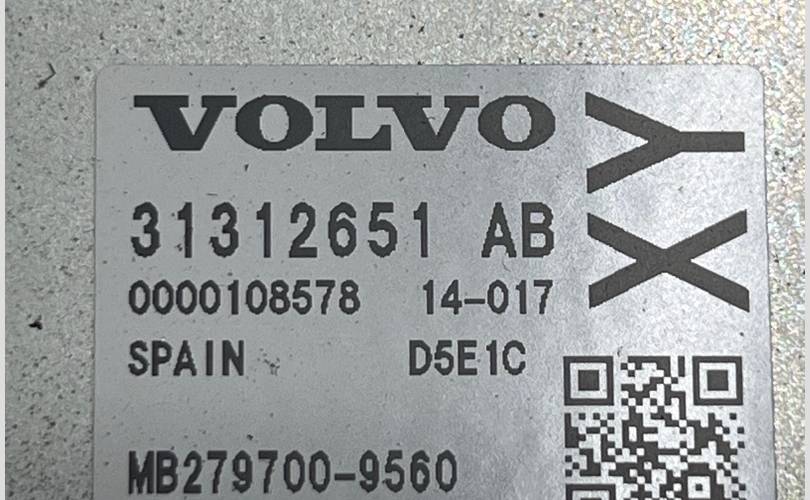 VOLVO
31312651 AB
0000108578 14-017
SPAIN D5E1C
MB279700-9560
XY